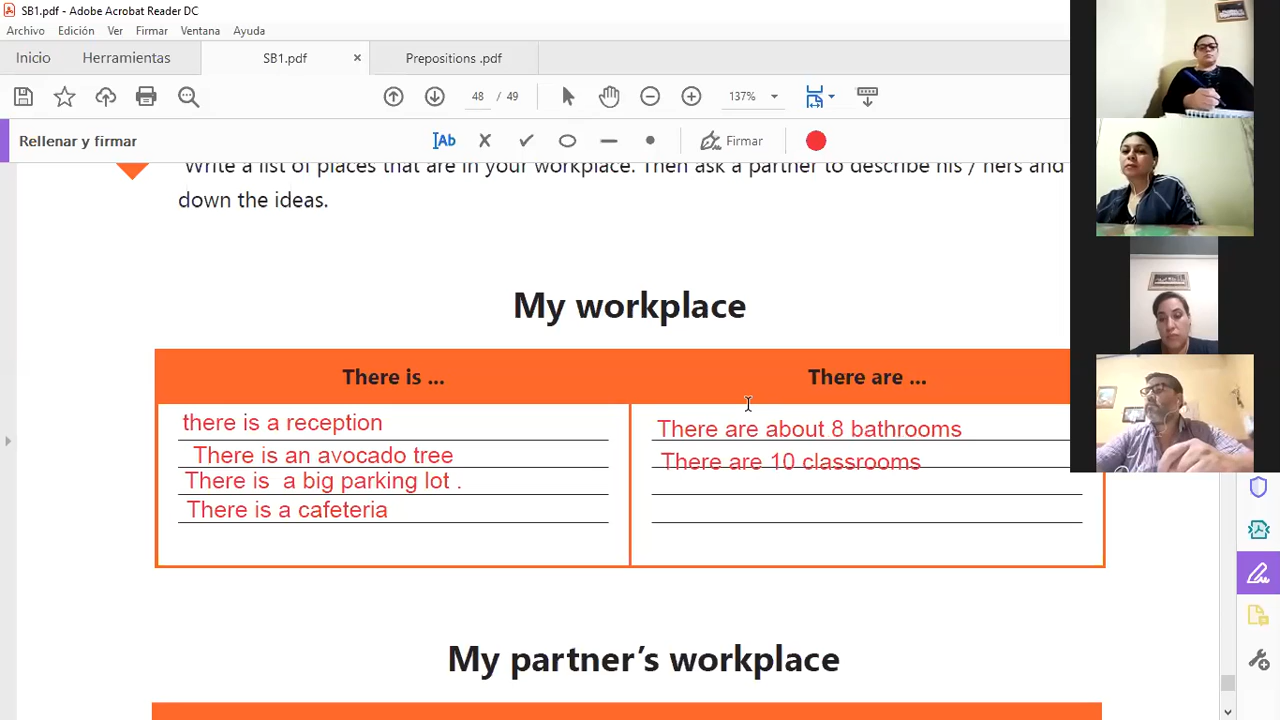 SB1.pdf - Adobe Acrobat Reader DC
Archivo Edición Ver Firmar Ventana Ayuda
Inicio Herramientas SB1.pdf × Prepositions .pdf
48 / 49 137%
Rellenar y firmar Ab Firmar
Write a list of places that are in your workplace. Then ask a partner to describe his / hers and
down the ideas.
My workplace
There is ... There are ...
there is a reception There are about 8 bathrooms
There is an avocado tree There are 10 classrooms
There is a big parking lot .
There is a cafeteria
My partner's workplace